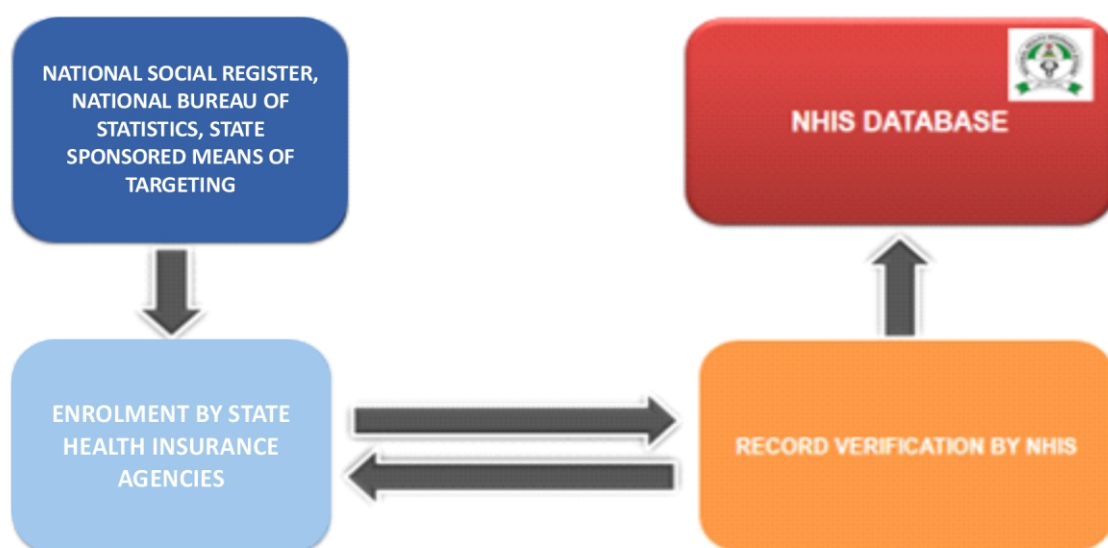 NATIONAL SOCIAL REGISTER,
NATIONAL BUREAU OF
STATISTICS, STATE
SPONSORED MEANS OF
TARGETING
NHIS DATABASE
ENROLMENT BY STATE
HEALTH INSURANCE
AGENCIES
RECORD VERIFICATION BY NHIS